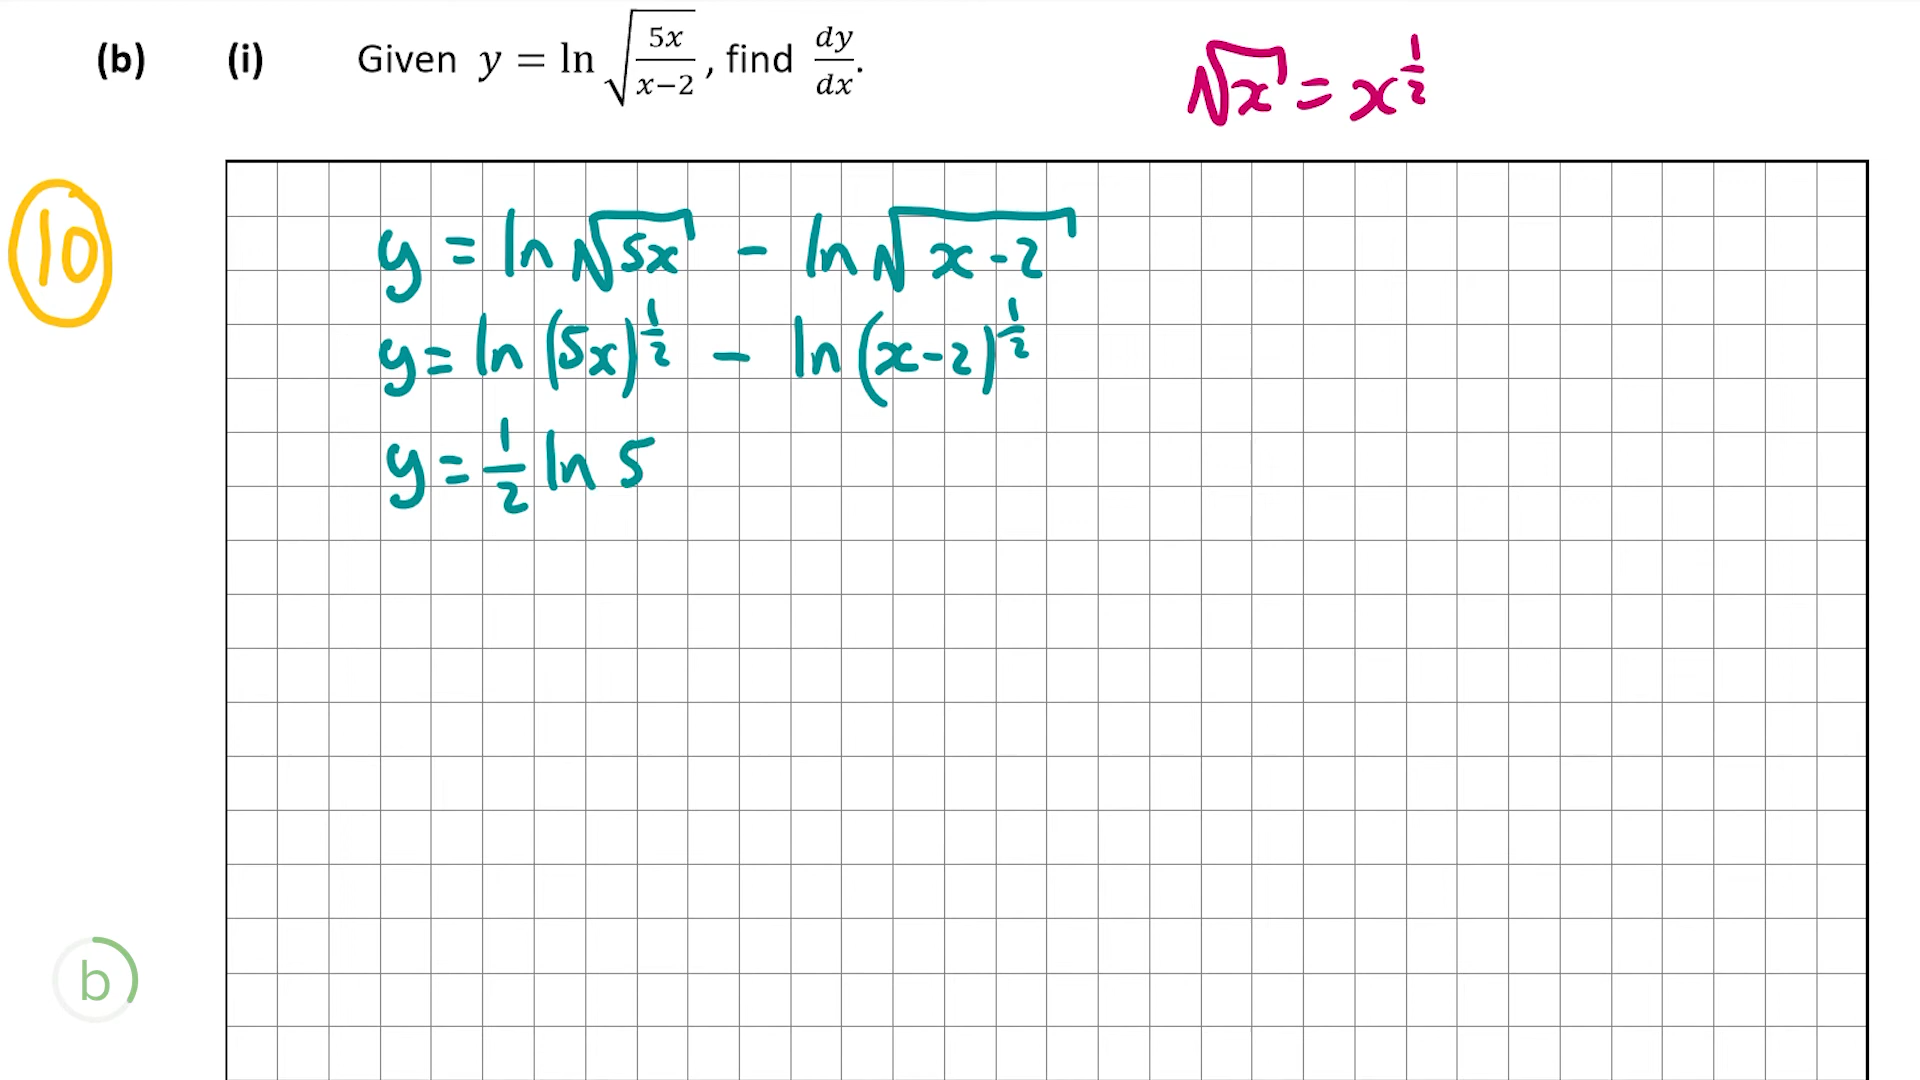 (b) (i) Given y = ln √(5x/(x−2)), find dy/dx.
√x = x^(1/2)
10
y = ln √(5x) - ln √(x-2)
y = ln (5x)^(1/2) - ln (x-2)^(1/2)
y = 1/2 ln 5
b